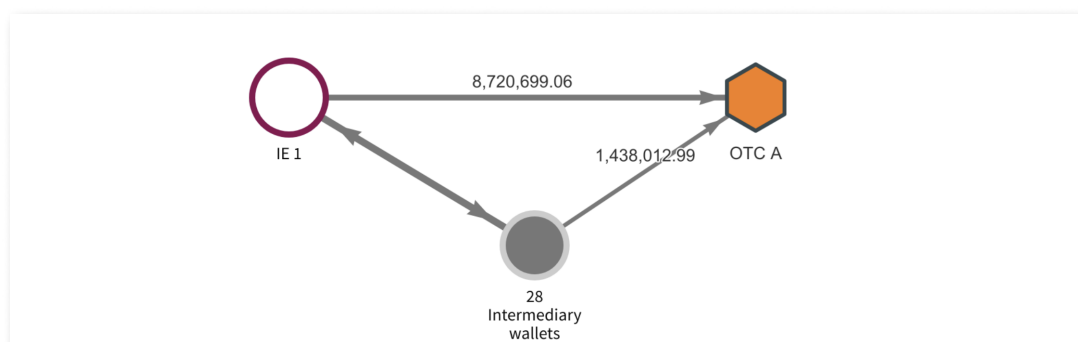 8,720,699.06
IE 1
OTC A
1,438,012.99
28
Intermediary
wallets